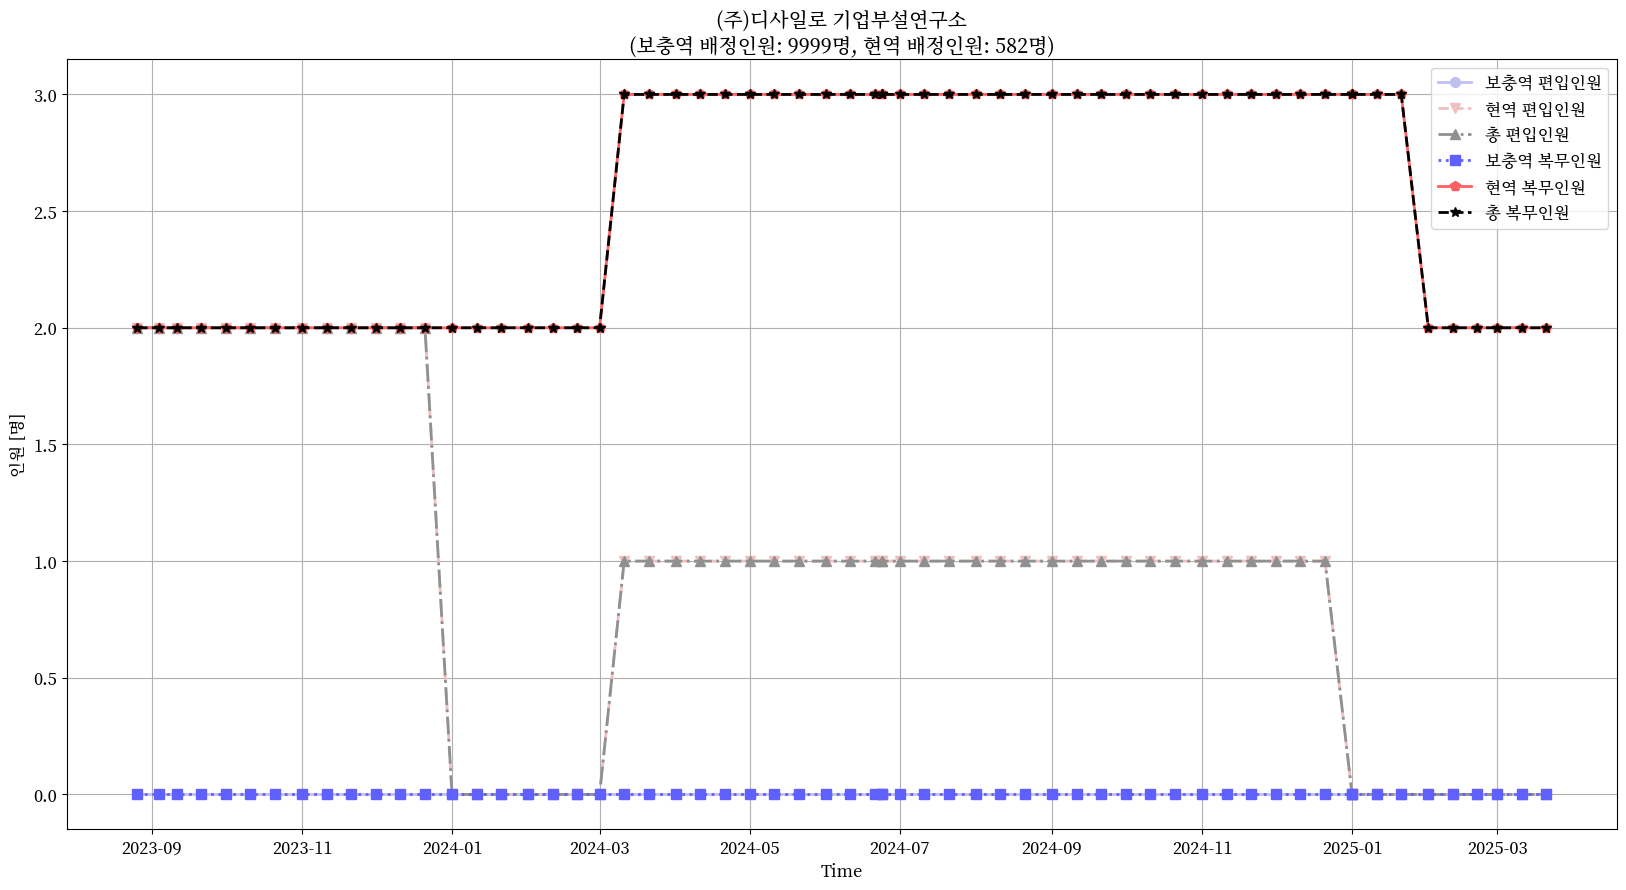 (주)디사일로 기업부설연구소
(보충역 배정인원: 9999명, 현역 배정인원: 582명)
보충역 편입인원
현역 편입인원
총 편입인원
보충역 복무인원
현역 복무인원
총 복무인원
3.0
2.5
2.0
1.5
1.0
0.5
0.0
인원 [명]
2023-09 2023-11 2024-01 2024-03 2024-05 2024-07 2024-09 2024-11 2025-01 2025-03
Time